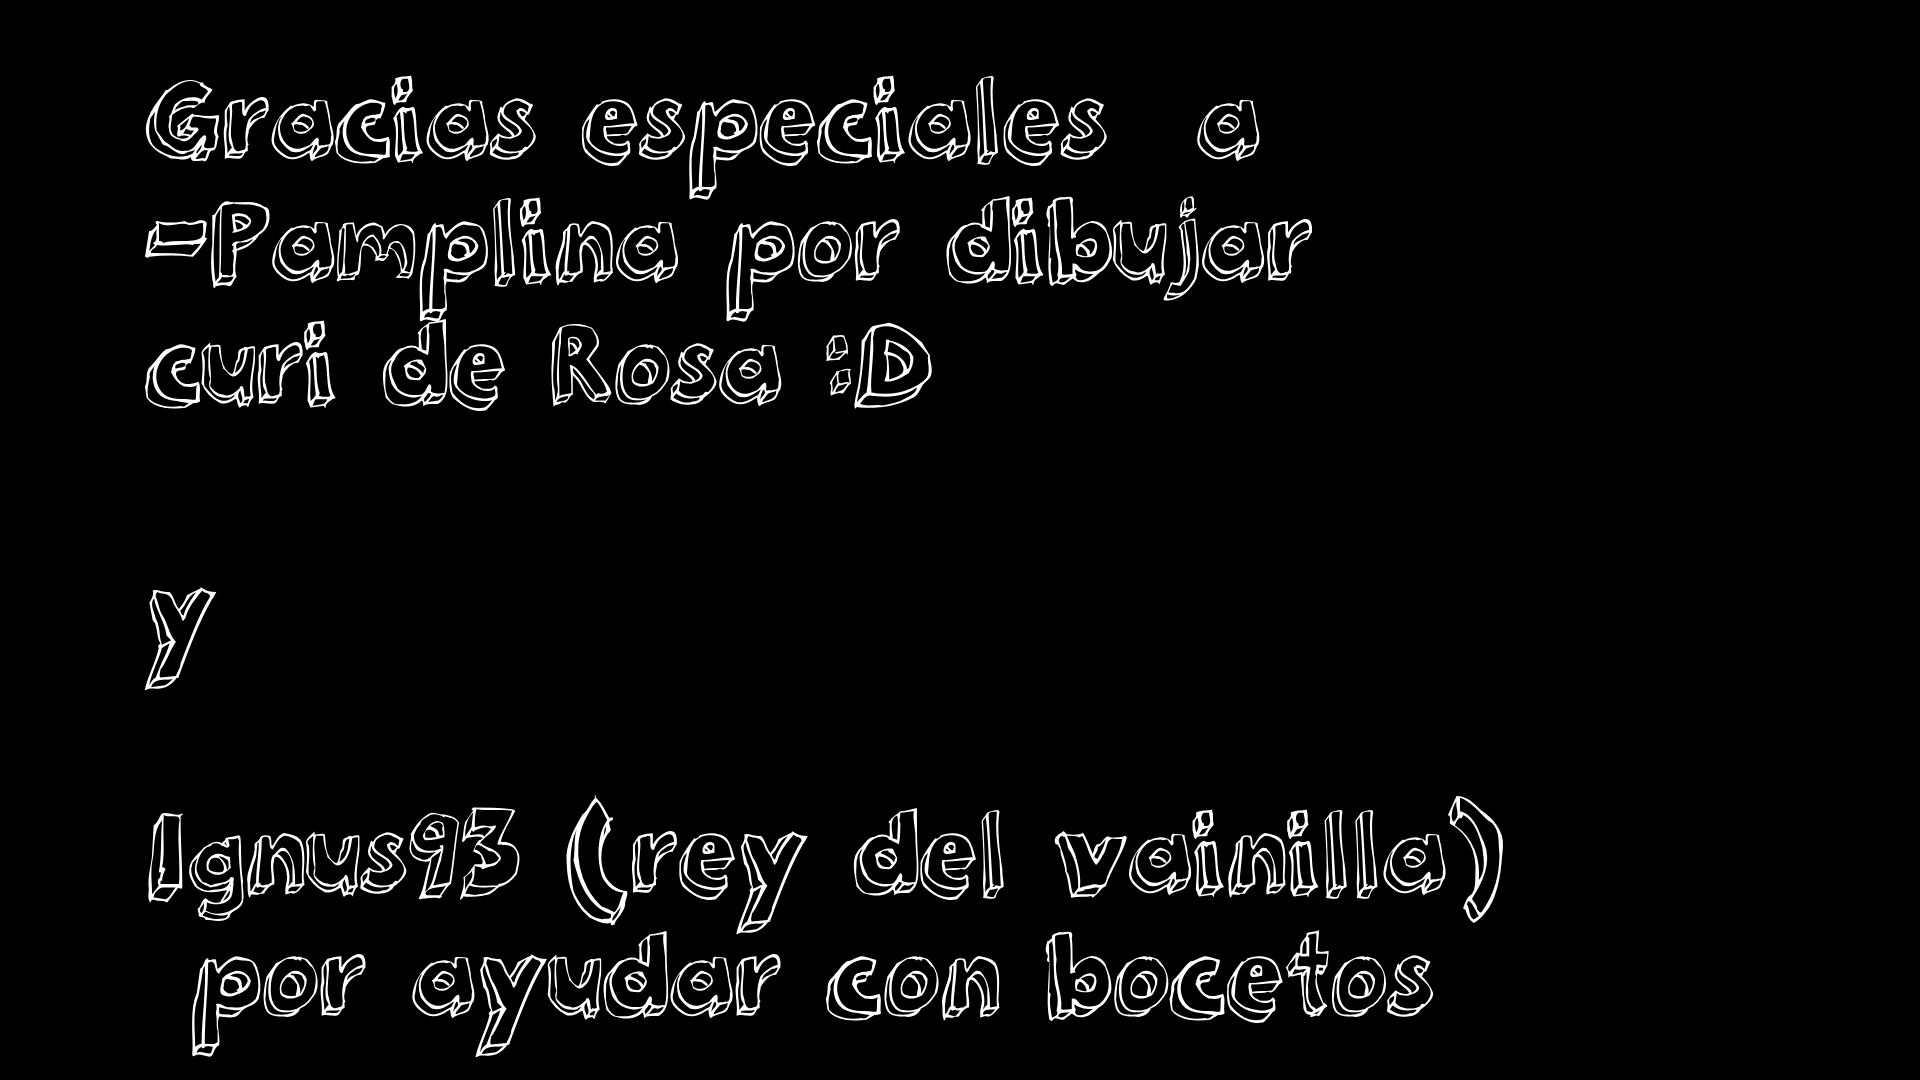 Gracias especiales  a
-Pamplina por dibujar
curi de Rosa :D
y
Ignus93 (rey del vainilla)
por ayudar con bocetos